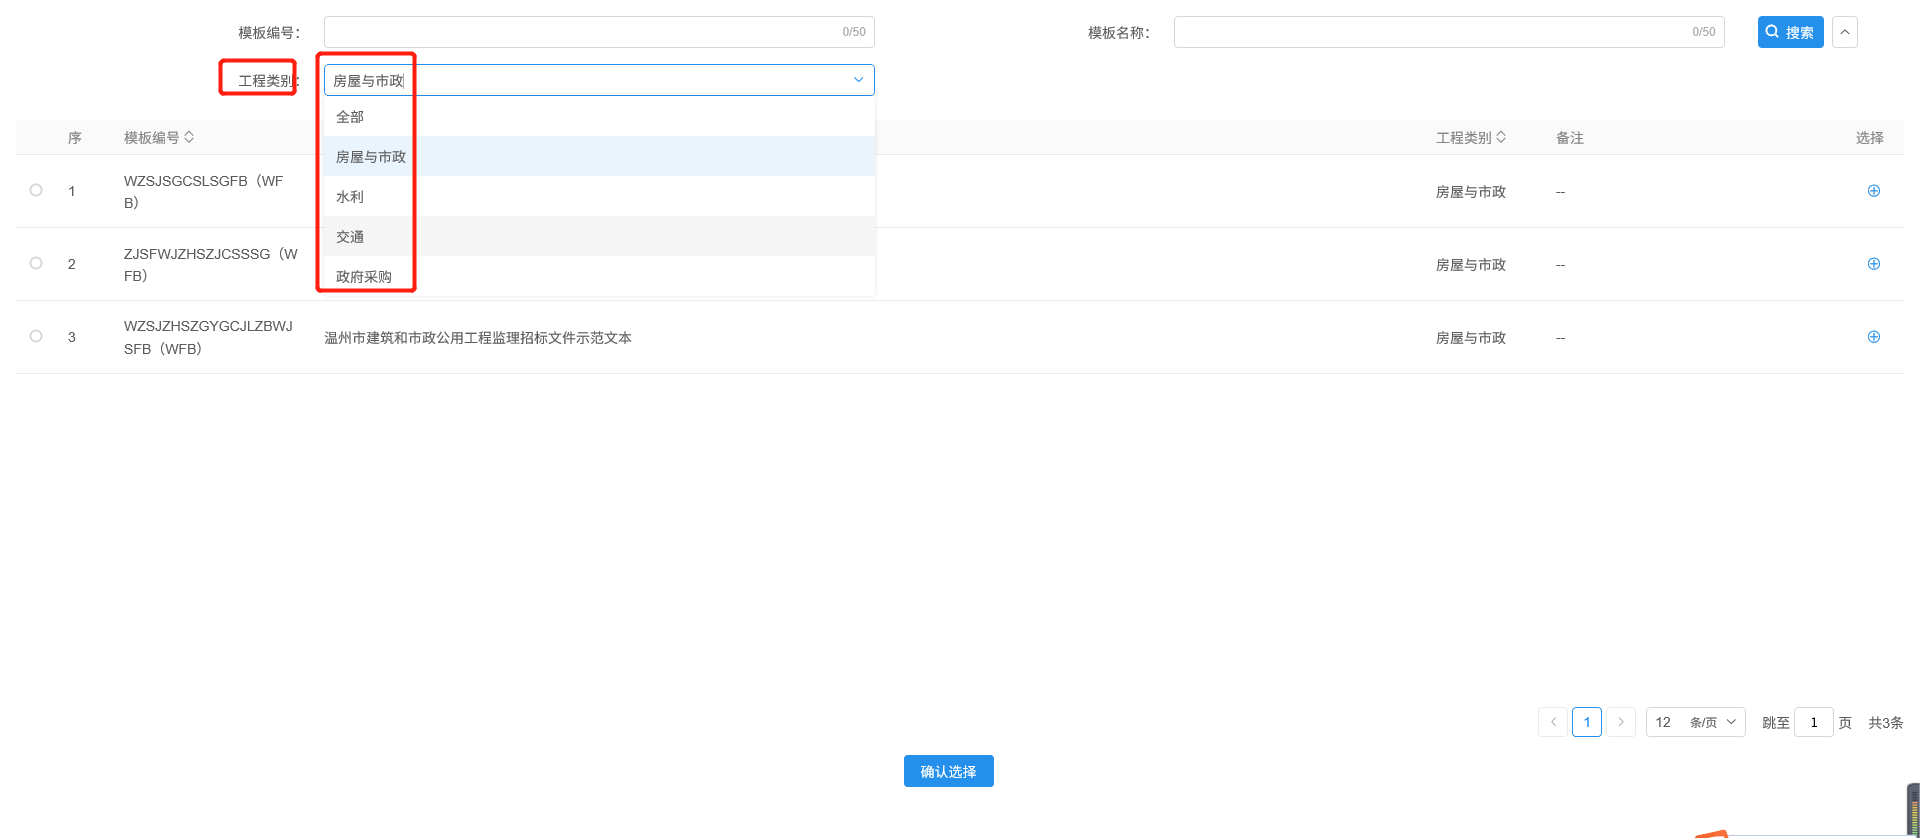 模板编号：
0/50
模板名称：
0/50
搜索
工程类别：
房屋与市政
全部
房屋与市政
水利
交通
政府采购
序
模板编号
工程类别
备注
选择
1
WZSJSGCSLSGFB（WF
B）
房屋与市政
--
2
ZJSFWJZHSZJCSSSG（W
FB）
房屋与市政
--
3
WZSJZHSZGYGCJLZBWJ
SFB（WFB）
温州市建筑和市政公用工程监理招标文件示范文本
房屋与市政
--
1
12 条/页
跳至 1 页 共3条
确认选择